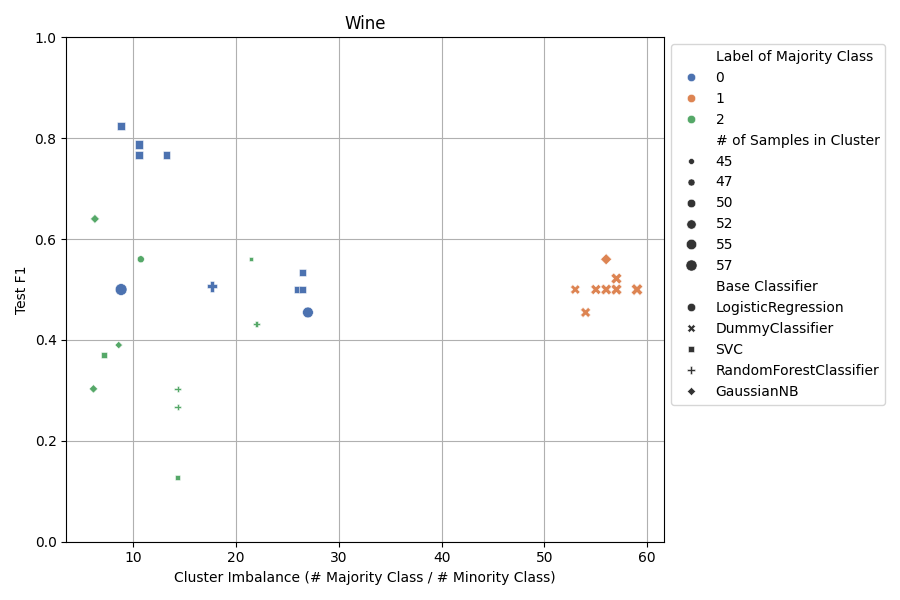 Wine
1.0
0.8
0.6
0.4
0.2
0.0
Test F1
10
20
30
40
50
60
Cluster Imbalance (# Majority Class / # Minority Class)
Label of Majority Class
0
1
2
# of Samples in Cluster
45
47
50
52
55
57
Base Classifier
LogisticRegression
DummyClassifier
SVC
RandomForestClassifier
GaussianNB